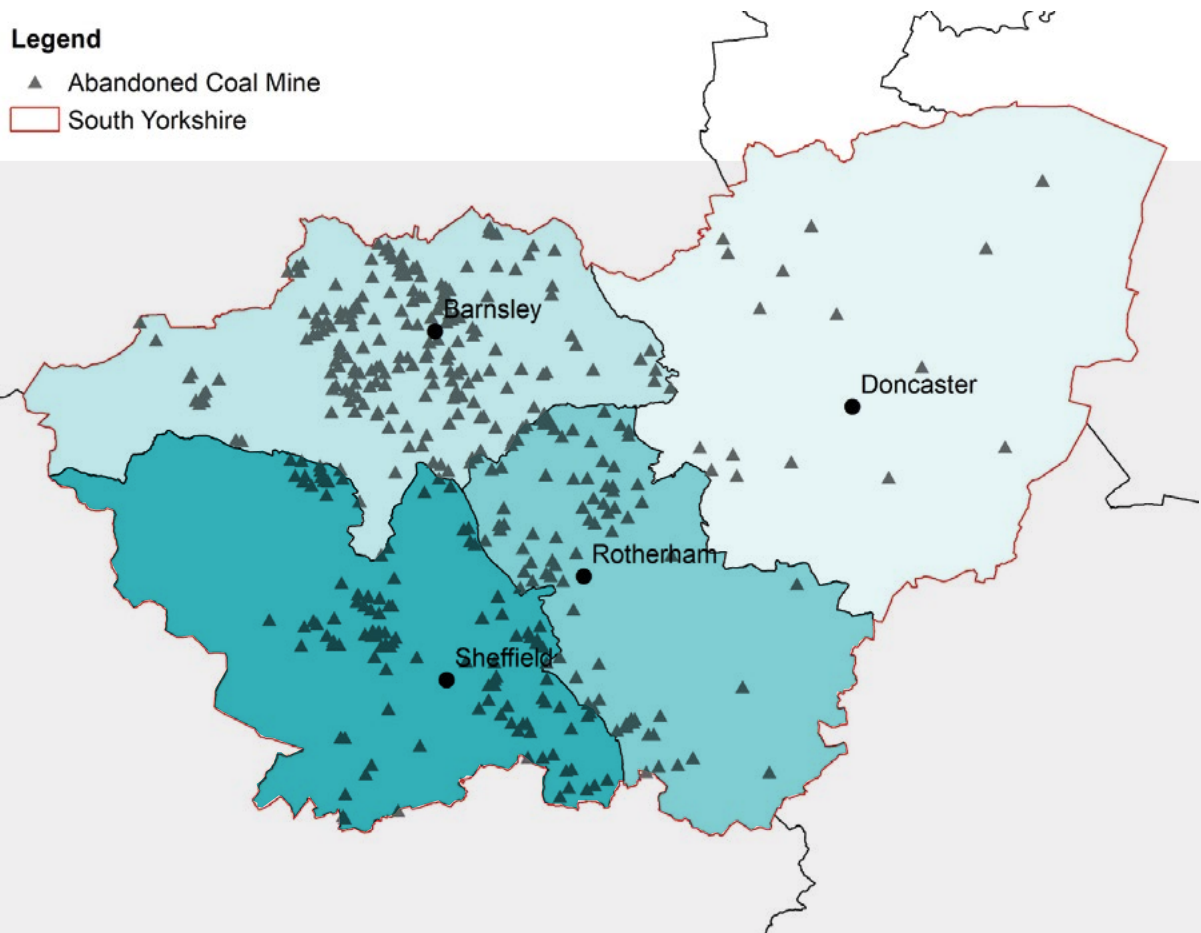 Legend
Abandoned Coal Mine
South Yorkshire
Barnsley
Doncaster
Rotherham
Sheffield